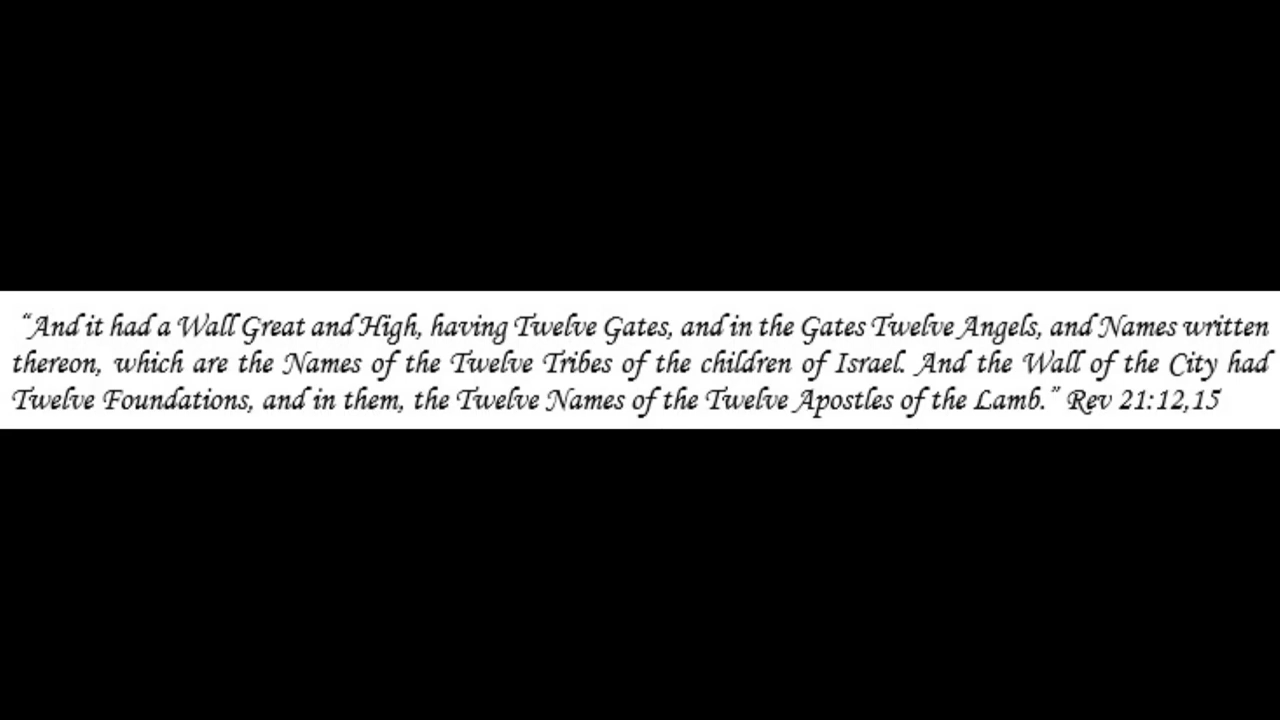 “And it had a Wall Great and High, having Twelve Gates, and in the Gates Twelve Angels, and Names written
thereon, which are the Names of the Twelve Tribes of the children of Israel. And the Wall of the City had
Twelve Foundations, and in them, the Twelve Names of the Twelve Apostles of the Lamb.” Rev 21:12,15